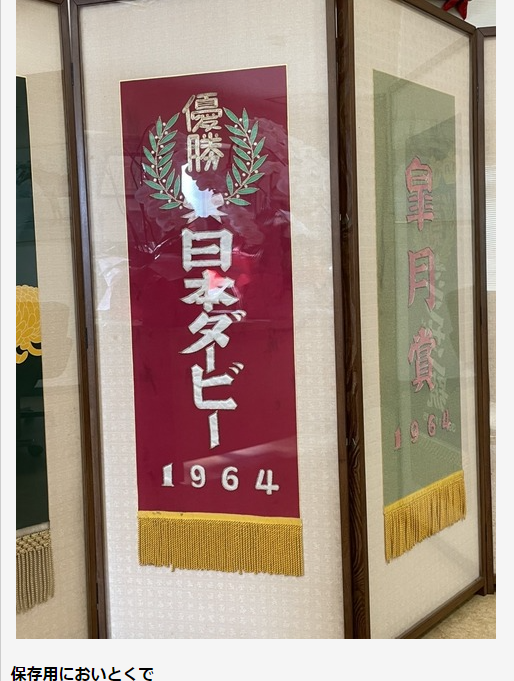 優勝
日本ダービー
1964
皐月賞
1964
保存用においとくで